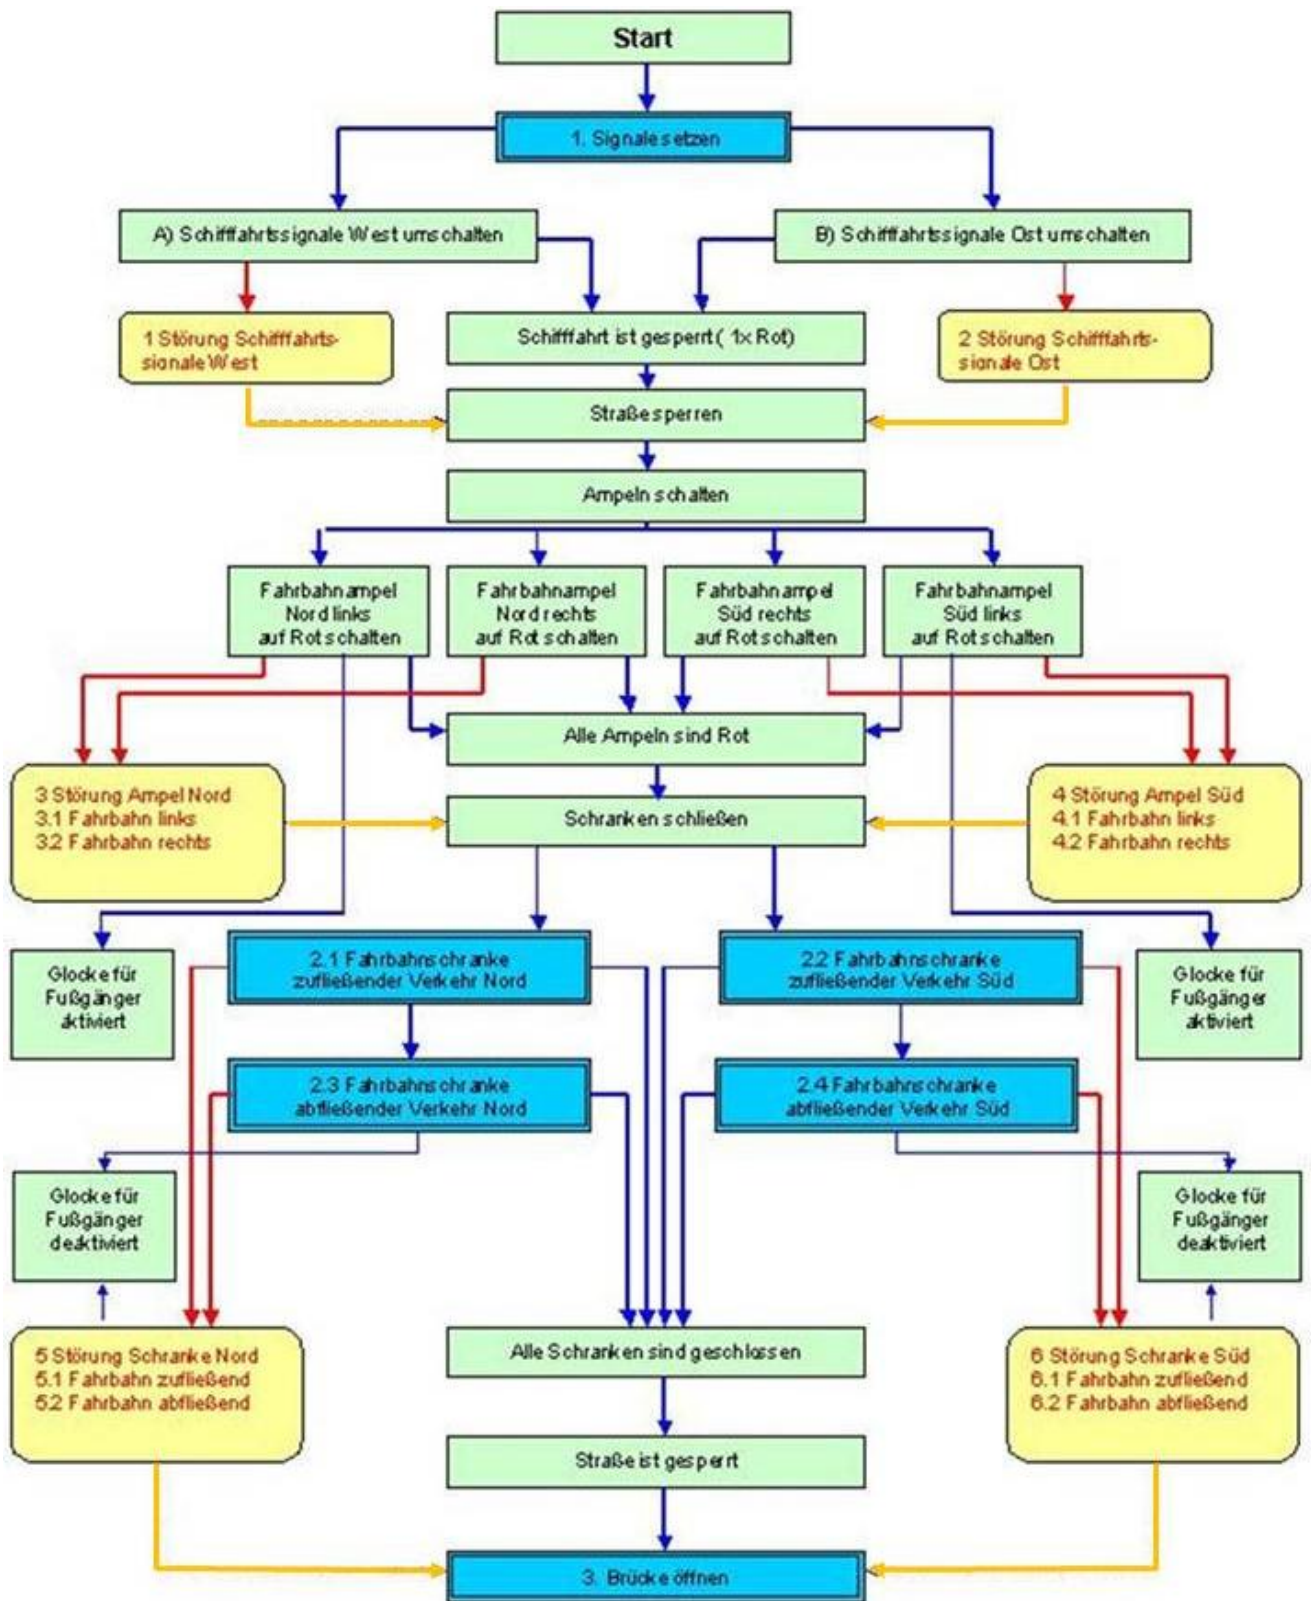 Start
1. Signale setzen
A) Schifffahrtssignale West umschalten
B) Schifffahrtssignale Ost umschalten
1 Störung Schifffahrts-
signale West
Schifffahrt ist gesperrt ( 1x Rot)
2 Störung Schifffahrts-
signale Ost
Straße sperren
Ampeln schalten
Fahrbahnampel
Nord links
auf Rot schalten
Fahrbahnampel
Nord rechts
auf Rot schalten
Fahrbahnampel
Süd rechts
auf Rot schalten
Fahrbahnampel
Süd links
auf Rot schalten
Alle Ampeln sind Rot
3 Störung Ampel Nord
3.1 Fahrbahn links
3.2 Fahrbahn rechts
Schranken schließen
4 Störung Ampel Süd
4.1 Fahrbahn links
4.2 Fahrbahn rechts
Glocke für
Fußgänger
aktiviert
2.1 Fahrbahnschranke
zufließender Verkehr Nord
2.2 Fahrbahnschranke
zufließender Verkehr Süd
Glocke für
Fußgänger
aktiviert
2.3 Fahrbahnschranke
abfließender Verkehr Nord
2.4 Fahrbahnschranke
abfließender Verkehr Süd
Glocke für
Fußgänger
deaktiviert
Glocke für
Fußgänger
deaktiviert
5 Störung Schranke Nord
5.1 Fahrbahn zufließend
5.2 Fahrbahn abfließend
Alle Schranken sind geschlossen
6 Störung Schranke Süd
6.1 Fahrbahn zufließend
6.2 Fahrbahn abfließend
Straße ist gesperrt
3. Brücke öffnen